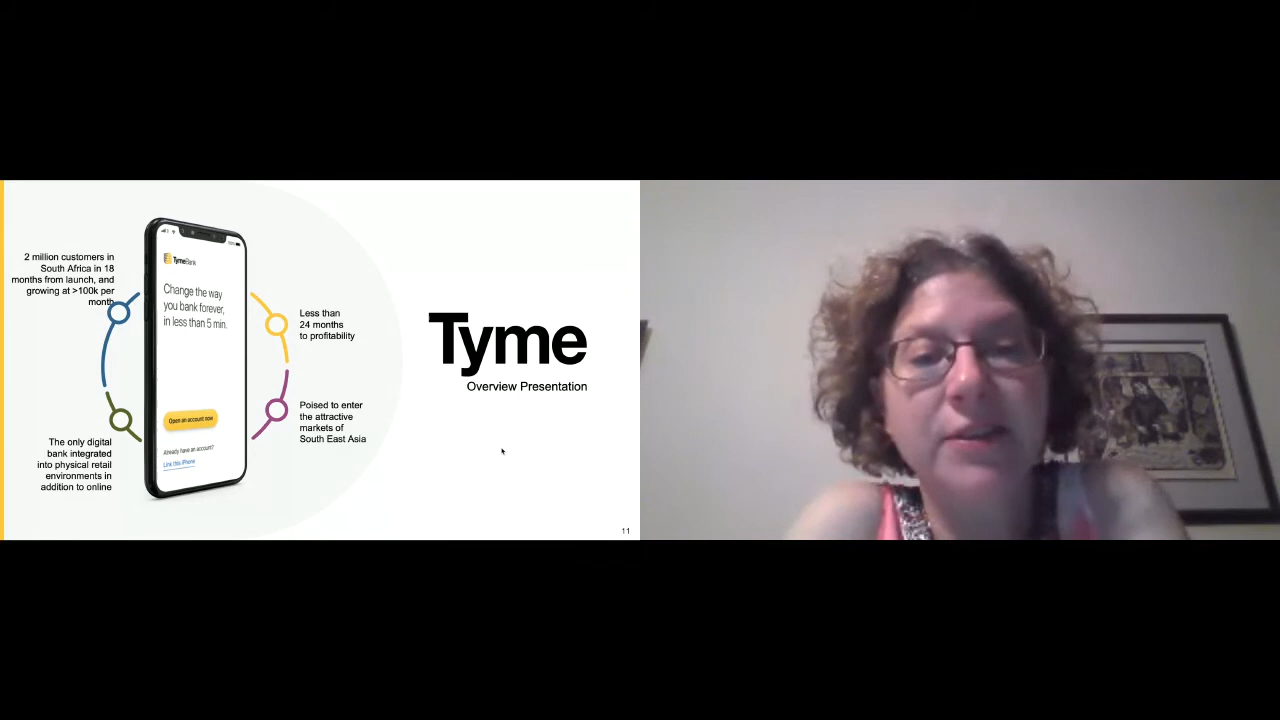 2 million customers in
South Africa in 18
months from launch, and
growing at >100k per
month
The only digital
bank integrated
into physical retail
environments in
addition to online
TymeBank
Change the way
you bank forever,
in less than 5 min.
Open an account now
Already have an account?
Link this iPhone
Less than
24 months
to profitability
Poised to enter
the attractive
markets of
South East Asia
Tyme
Overview Presentation
11